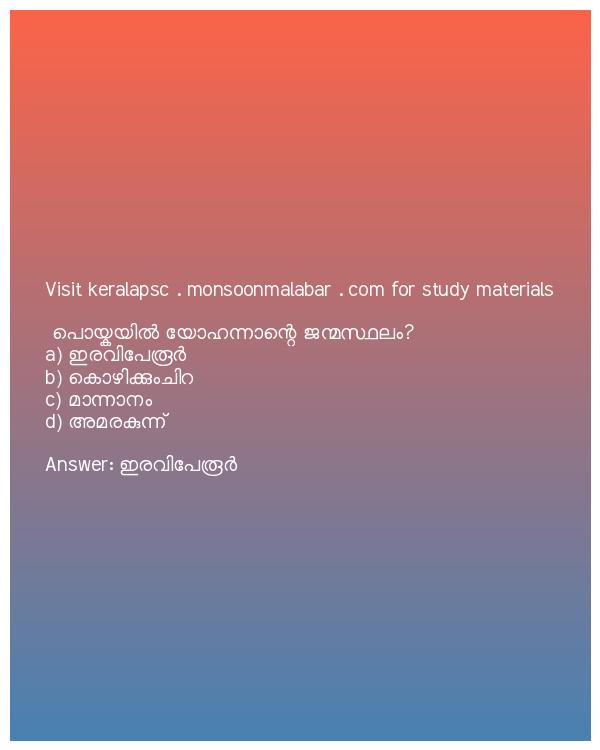 Visit keralapsc . monsoonmalabar . com for study materials
പൊയ്കയിൽ യോഹന്നാന്റെ ജന്മസ്ഥലം?
a) ഇരവിപേരൂർ
b) കൊഴിക്കുംചിറ
c) മാന്നാനം
d) അമരകുന്ന്
Answer: ഇരവിപേരൂർ